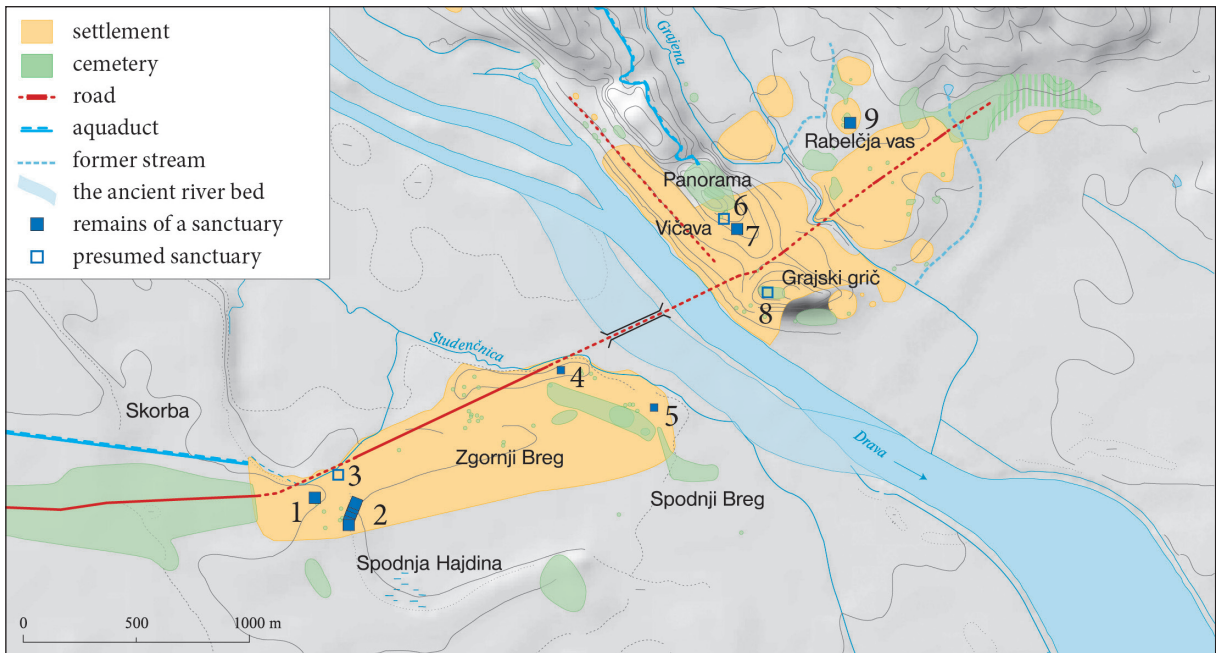 settlement
cemetery
road
aquaduct
former stream
the ancient river bed
remains of a sanctuary
presumed sanctuary
Grajena
9
Rabelčja vas
Panorama
6
Vičava
7
Grajski grič
8
Studenčnica
4
Skorba
5
Drava
Zgornji Breg
3
1
2
Spodnji Breg
Spodnja Hajdina
0 500 1000 m